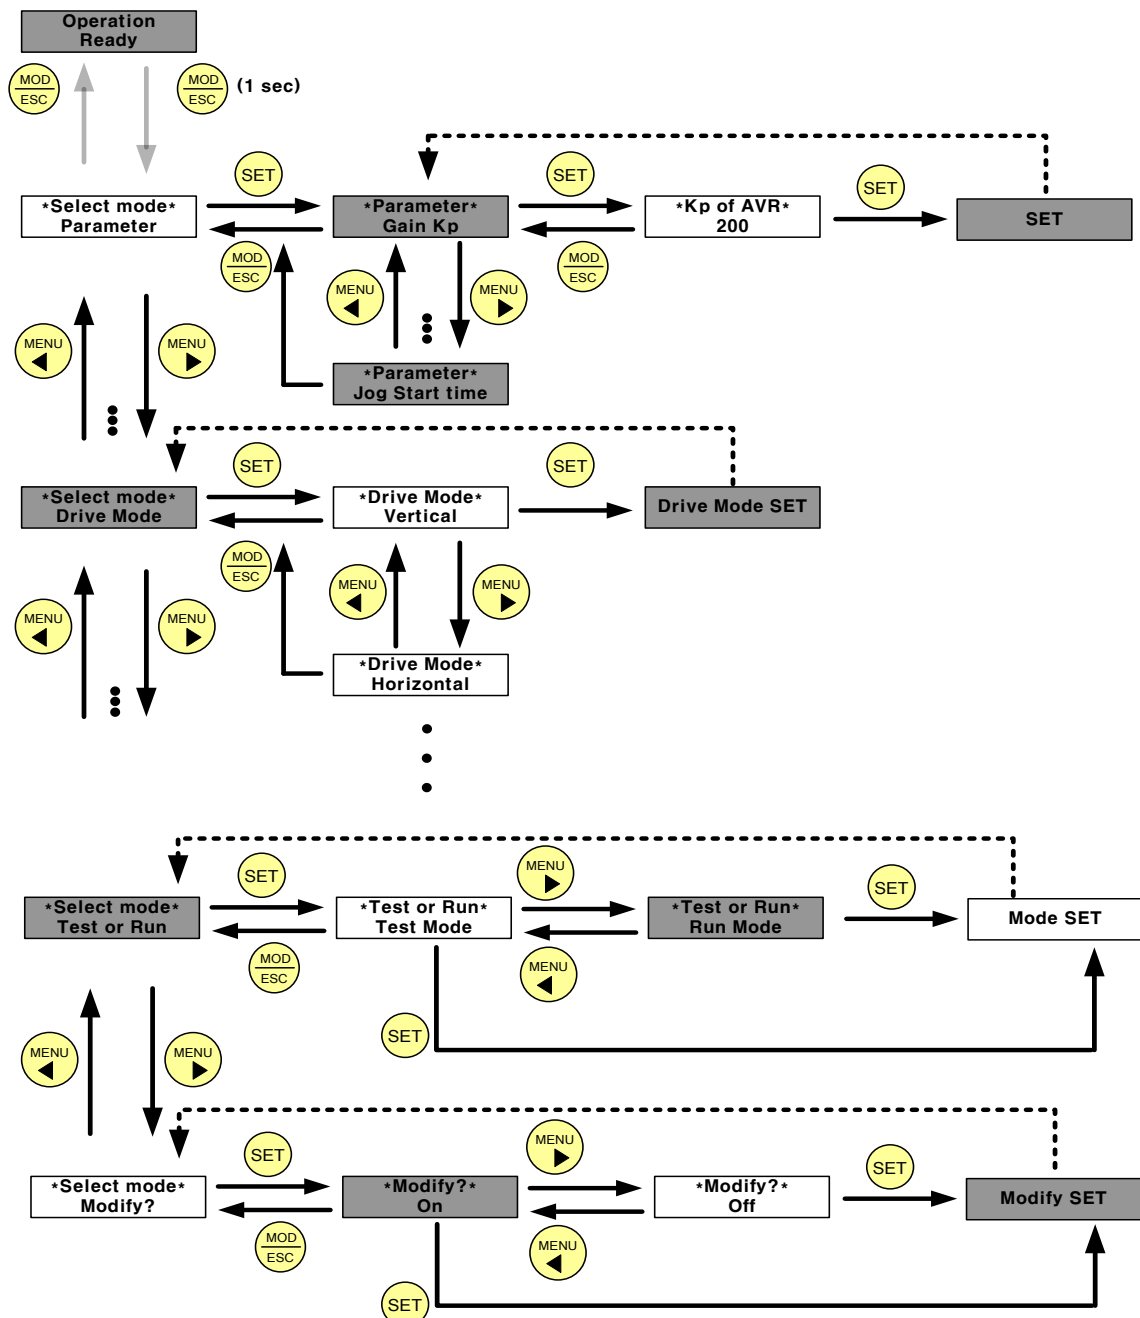 Operation
Ready
MOD
ESC
MOD
ESC
(1 sec)
SET
SET
SET
*Select mode*
Parameter
*Parameter*
Gain Kp
*Kp of AVR*
200
SET
MOD
ESC
MOD
ESC
MENU
MENU
MENU
MENU
*Parameter*
Jog Start time
SET
SET
*Select mode*
Drive Mode
*Drive Mode*
Vertical
Drive Mode SET
MOD
ESC
MENU
MENU
MENU
MENU
*Drive Mode*
Horizontal
SET
MENU
SET
*Select mode*
Test or Run
*Test or Run*
Test Mode
*Test or Run*
Run Mode
Mode SET
MOD
ESC
MENU
SET
MENU
MENU
SET
MENU
SET
*Select mode*
Modify?
*Modify?*
On
*Modify?*
Off
Modify SET
MOD
ESC
MENU
SET